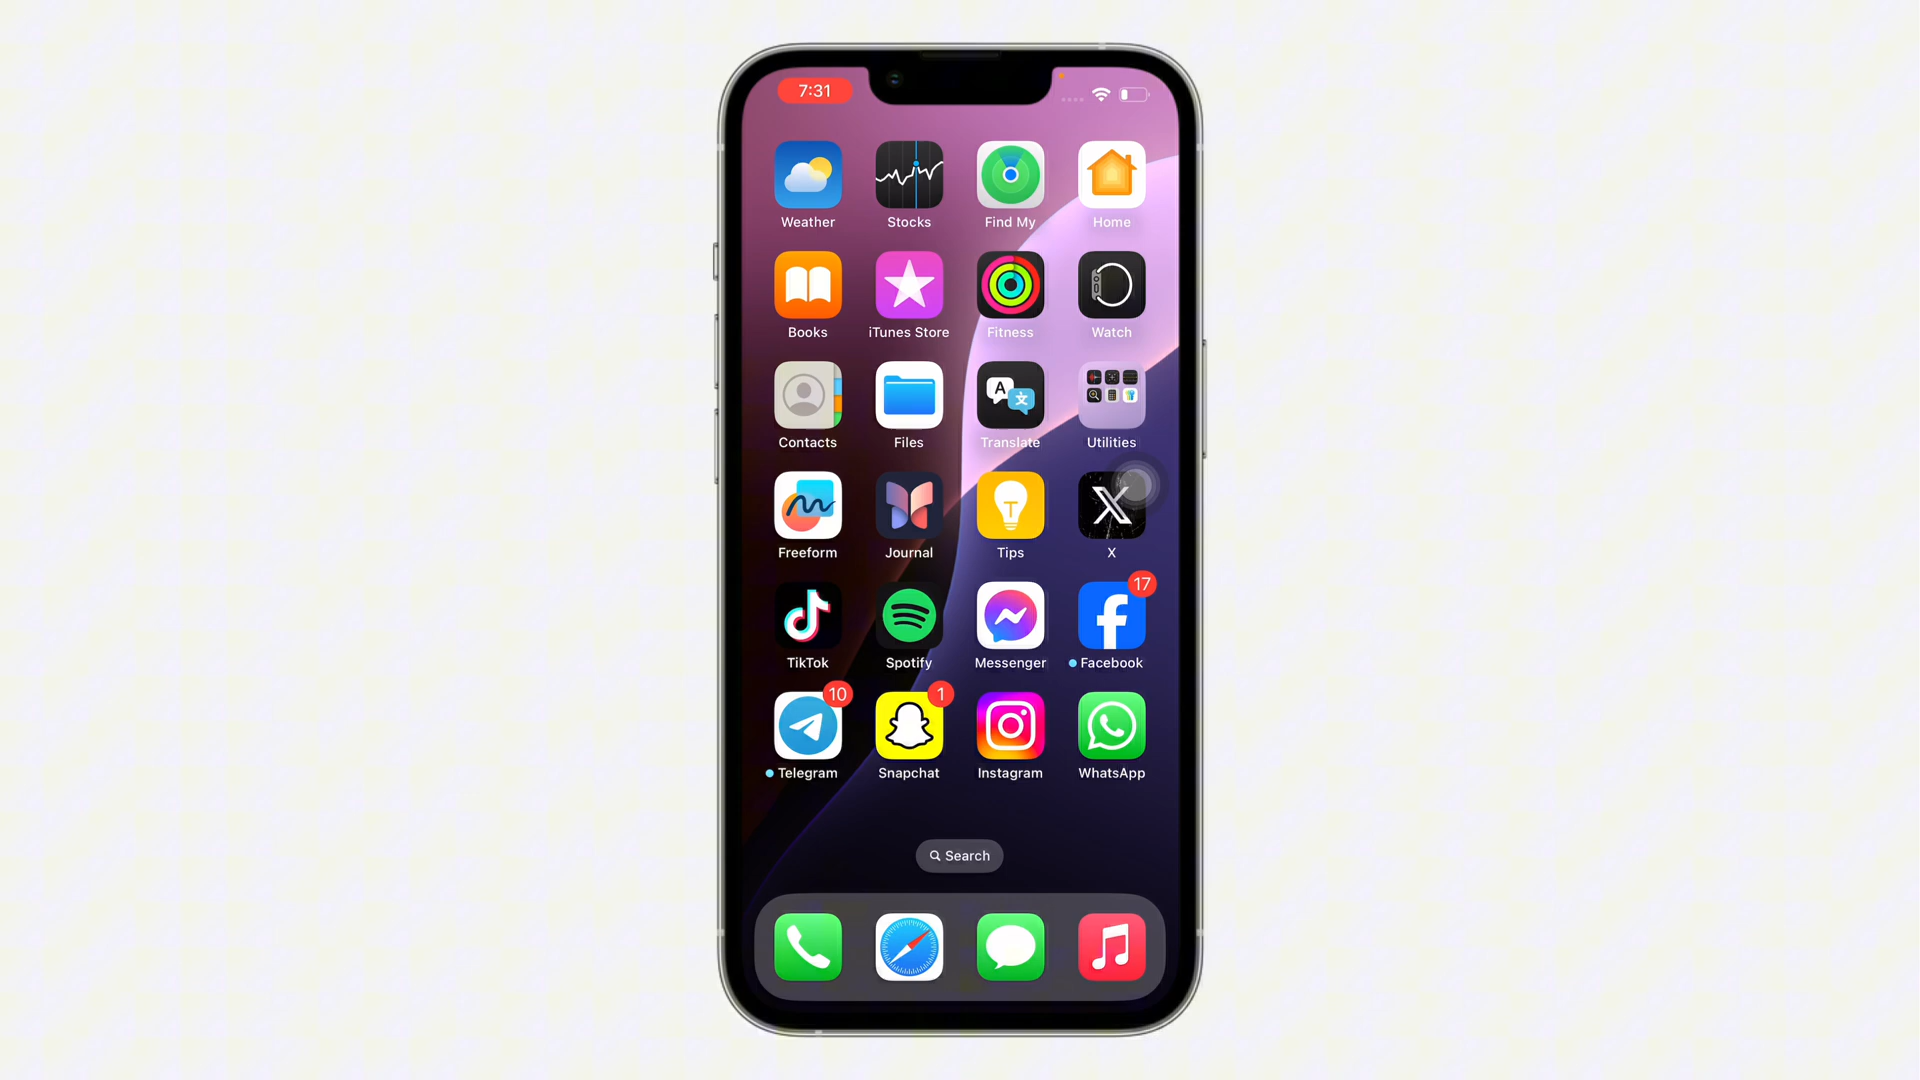 7:31
Weather Stocks Find My Home
Books iTunes Store Fitness Watch
Contacts Files Translate Utilities
Freeform Journal Tips X
17
TikTok Spotify Messenger Facebook
10 1
Telegram Snapchat Instagram WhatsApp
Search